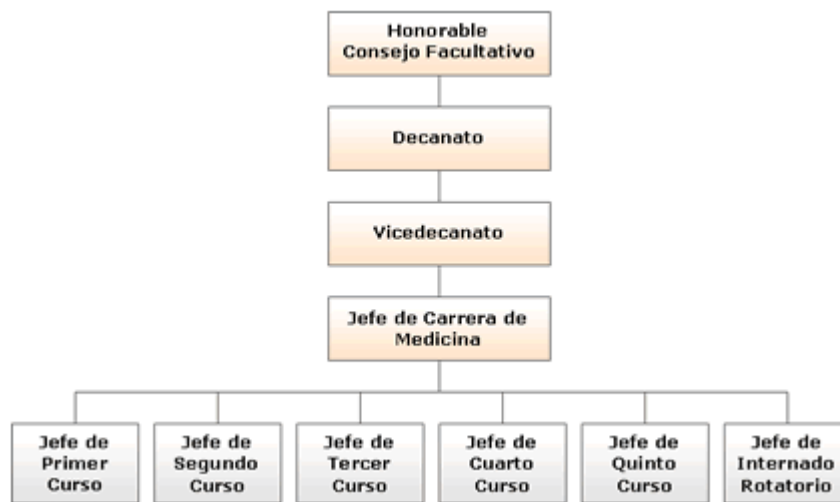 Honorable
Consejo Facultativo
Decanato
Vicedecanato
Jefe de Carrera de
Medicina
Jefe de
Primer
Curso
Jefe de
Segundo
Curso
Jefe de
Tercer
Curso
Jefe de
Cuarto
Curso
Jefe de
Quinto
Curso
Jefe de
Internado
Rotatorio